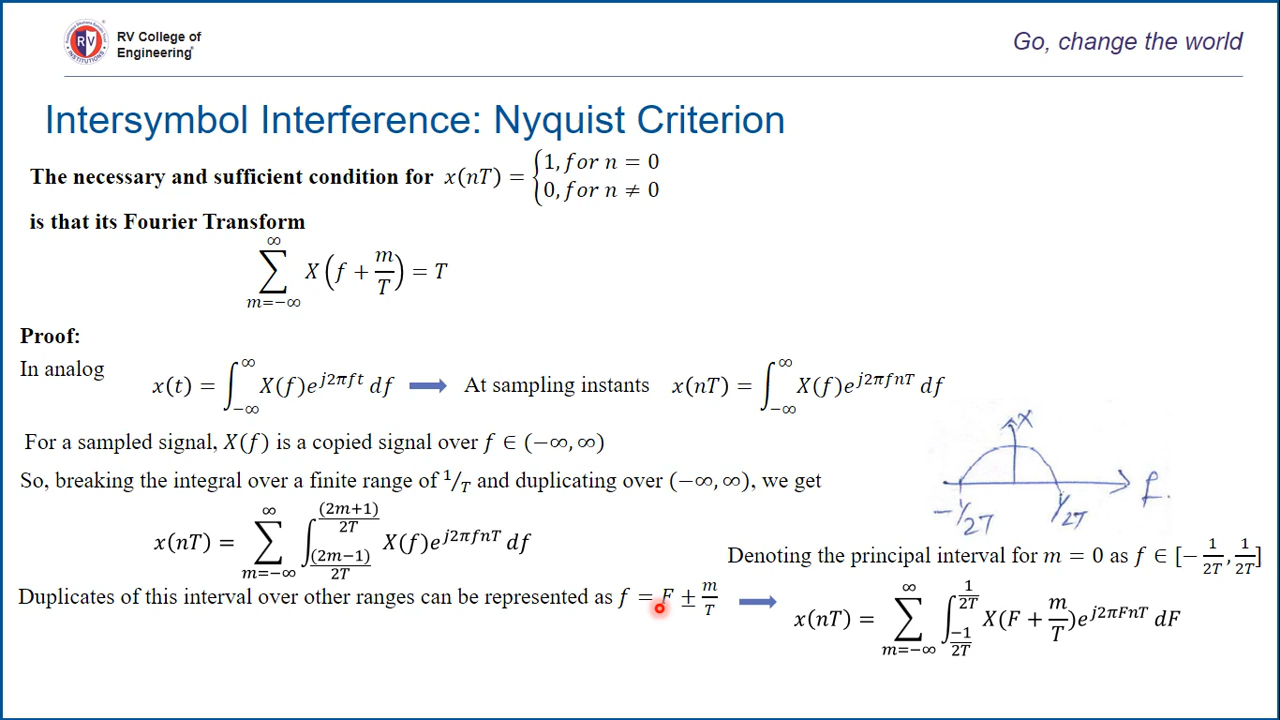 RV College of
Engineering
Go, change the world
Intersymbol Interference: Nyquist Criterion
The necessary and sufficient condition for x(nT) = {1, for n = 0
0, for n ≠ 0
is that its Fourier Transform
∑_{m=−∞}^{∞} X(f + m/T) = T
Proof:
In analog x(t) = ∫_{−∞}^{∞} X(f)e^{j2πft} df At sampling instants x(nT) = ∫_{−∞}^{∞} X(f)e^{j2πfnT} df
For a sampled signal, X(f) is a copied signal over f ∈ (−∞,∞)
So, breaking the integral over a finite range of 1/T and duplicating over (−∞,∞), we get
X
f.
−1/2T 1/2T
x(nT) = ∑_{m=−∞}^{∞} ∫_{(2m−1)/2T}^{(2m+1)/2T} X(f)e^{j2πfnT} df
Denoting the principal interval for m = 0 as f ∈ [−1/2T, 1/2T]
Duplicates of this interval over other ranges can be represented as f = F ± m/T
x(nT) = ∑_{m=−∞}^{∞} ∫_{−1/2T}^{1/2T} X(F + m/T)e^{j2πFnT} dF